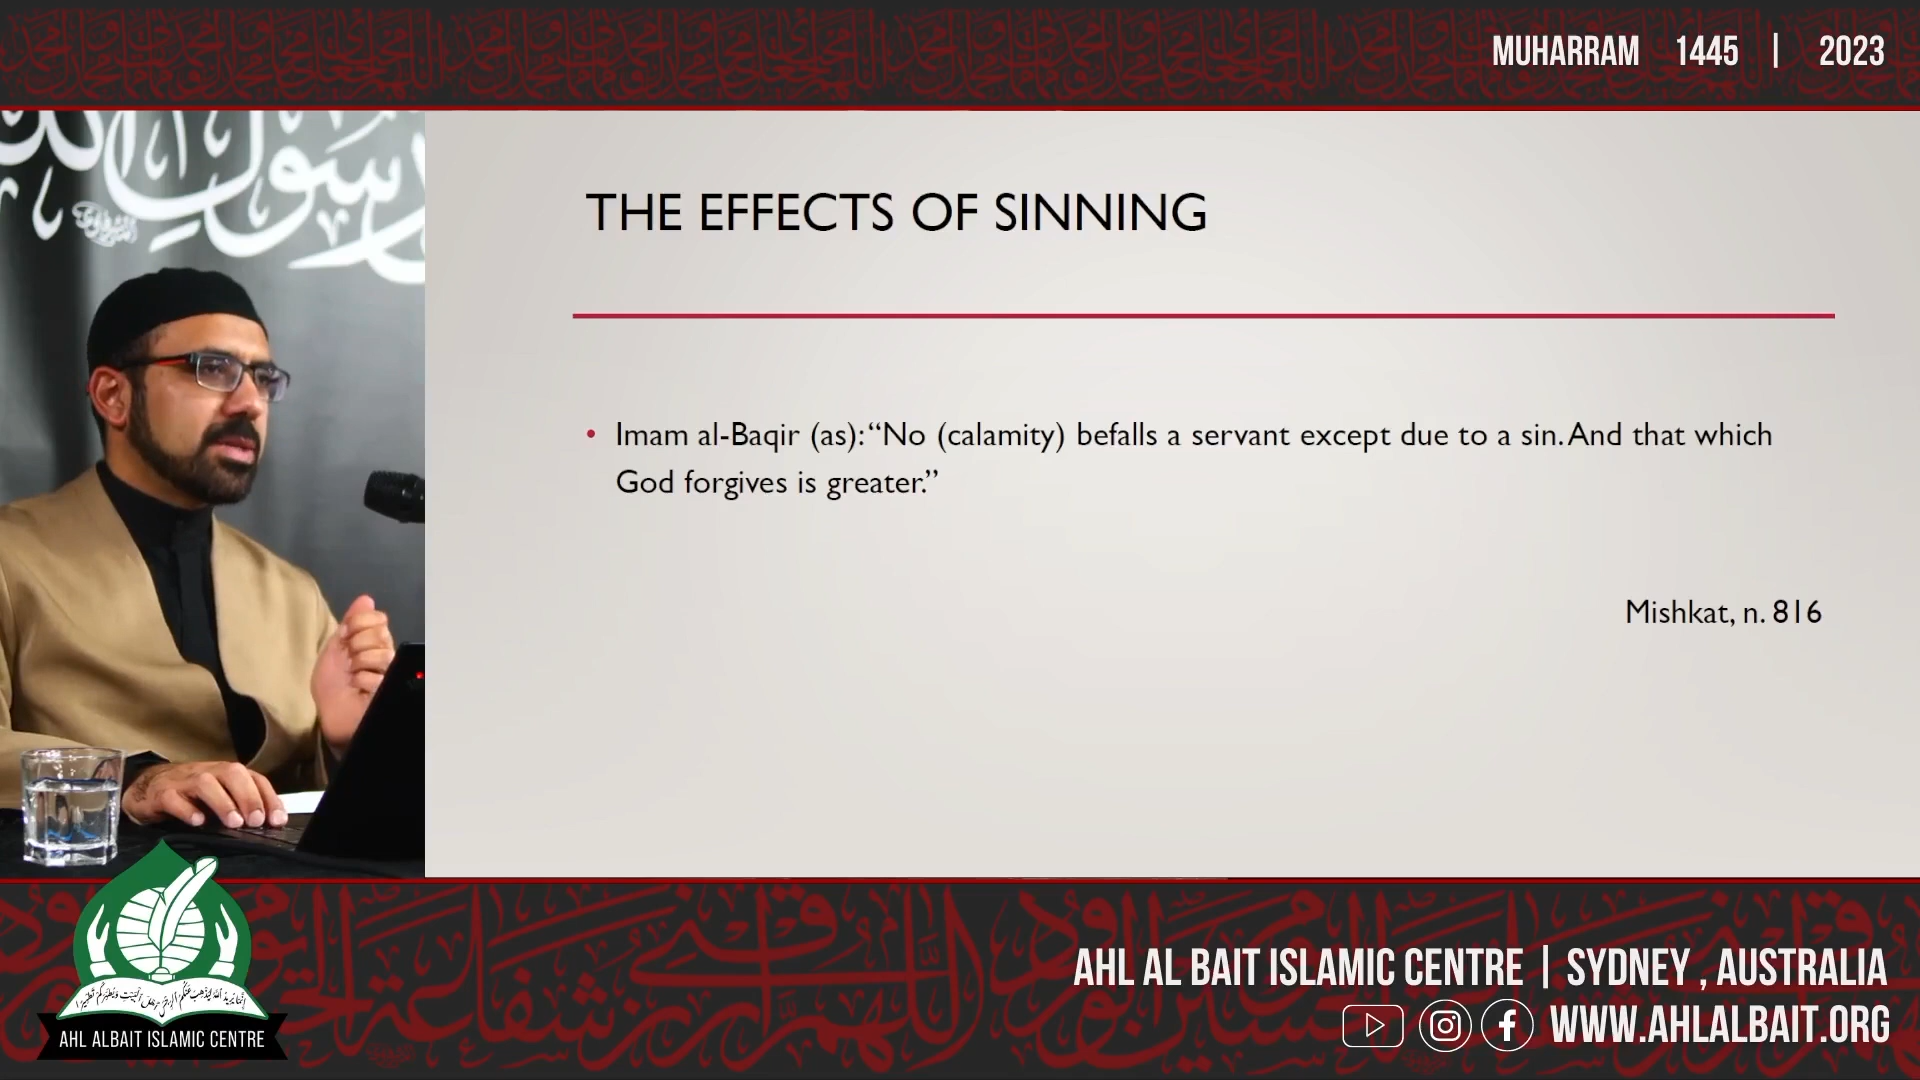 MUHARRAM 1445 | 2023
رسول الله
THE EFFECTS OF SINNING
• Imam al-Baqir (as): “No (calamity) befalls a servant except due to a sin. And that which
God forgives is greater.”
Mishkat, n. 816
AHL AL BAIT ISLAMIC CENTRE | SYDNEY , AUSTRALIA
WWW.AHLALBAIT.ORG
AHL ALBAIT ISLAMIC CENTRE